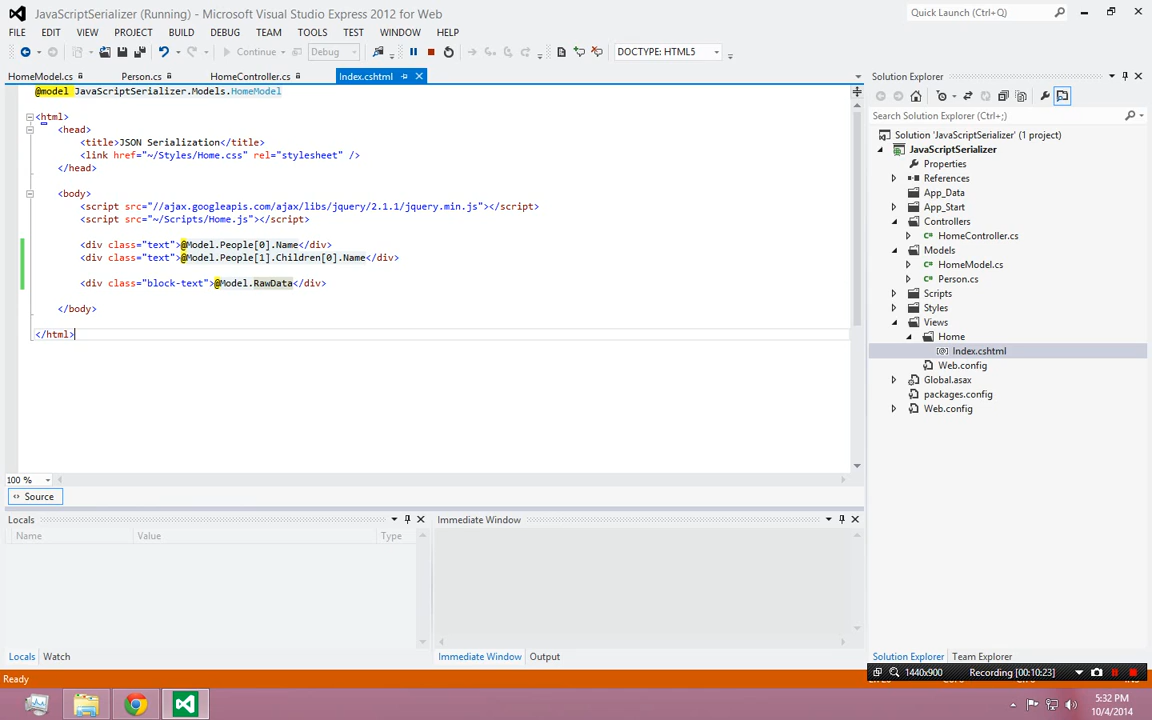 JavaScriptSerializer (Running) - Microsoft Visual Studio Express 2012 for Web
Quick Launch (Ctrl+Q)
FILE EDIT VIEW PROJECT BUILD DEBUG TEAM TOOLS TEST WINDOW HELP
Continue Debug DOCTYPE: HTML5
HomeModel.cs Person.cs HomeController.cs Index.cshtml
@model JavaScriptSerializer.Models.HomeModel
<html>
<head>
<title>JSON Serialization</title>
<link href="~/Styles/Home.css" rel="stylesheet" />
</head>
<body>
<script src="//ajax.googleapis.com/ajax/libs/jquery/2.1.1/jquery.min.js"></script>
<script src="~/Scripts/Home.js"></script>
<div class="text">@Model.People[0].Name</div>
<div class="text">@Model.People[1].Children[0].Name</div>
<div class="block-text">@Model.RawData</div>
</body>
</html>
100 %
Source
Solution Explorer
Search Solution Explorer (Ctrl+;)
Solution 'JavaScriptSerializer' (1 project)
JavaScriptSerializer
Properties
References
App_Data
App_Start
Controllers
HomeController.cs
Models
HomeModel.cs
Person.cs
Scripts
Styles
Views
Home
Index.cshtml
Web.config
Global.asax
packages.config
Web.config
Solution Explorer Team Explorer
Locals
Name Value Type
Locals Watch
Immediate Window
Immediate Window Output
Ready
1440x900 Recording [00:10:23]
5:32 PM
10/4/2014